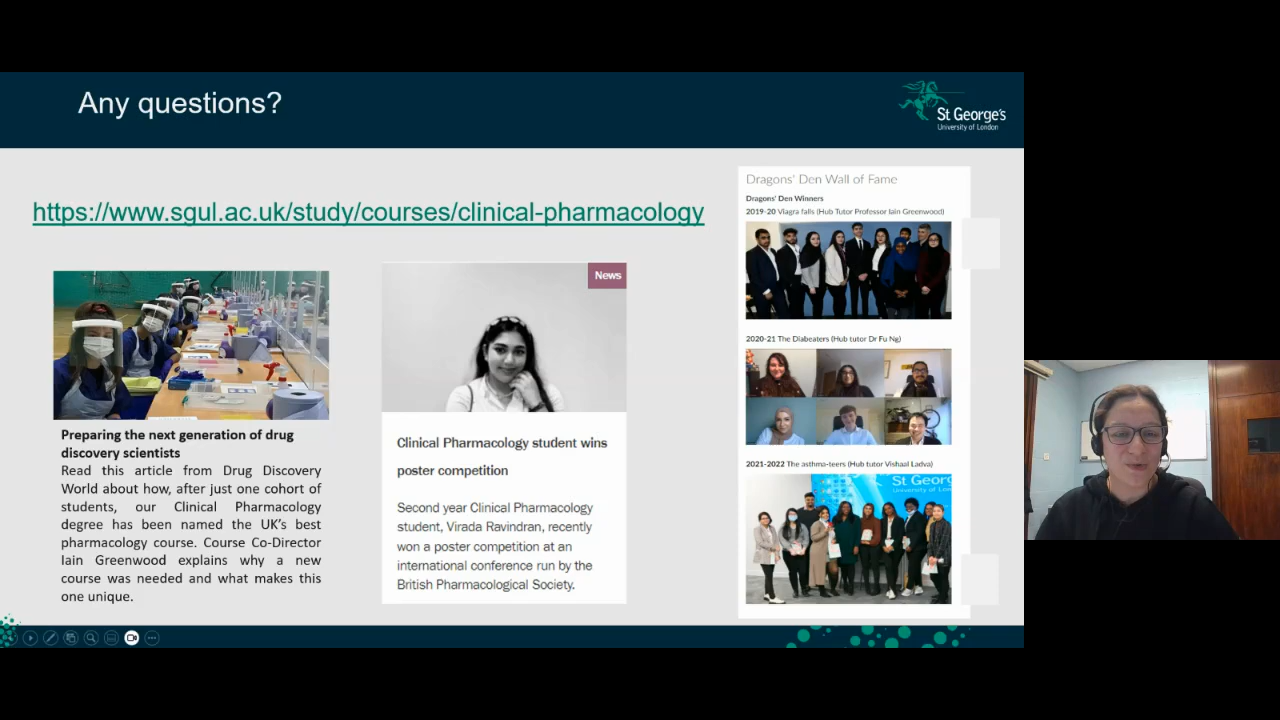 Any questions?
St George's
University of London
https://www.sgul.ac.uk/study/courses/clinical-pharmacology
Preparing the next generation of drug
discovery scientists
Read this article from Drug Discovery
World about how, after just one cohort of
students, our Clinical Pharmacology
degree has been named the UK's best
pharmacology course. Course Co-Director
Iain Greenwood explains why a new
course was needed and what makes this
one unique.
News
Clinical Pharmacology student wins
poster competition
Second year Clinical Pharmacology
student, Virada Ravindran, recently
won a poster competition at an
international conference run by the
British Pharmacological Society.
Dragons' Den Wall of Fame
Dragons' Den Winners
2019-20 Viagra falls (Hub Tutor Professor Iain Greenwood)
2020-21 The Diabeaters (Hub tutor Dr Fu Ng)
2021-2022 The asthma-teers (Hub tutor Vishaal Ladva)
St Georg
University of London